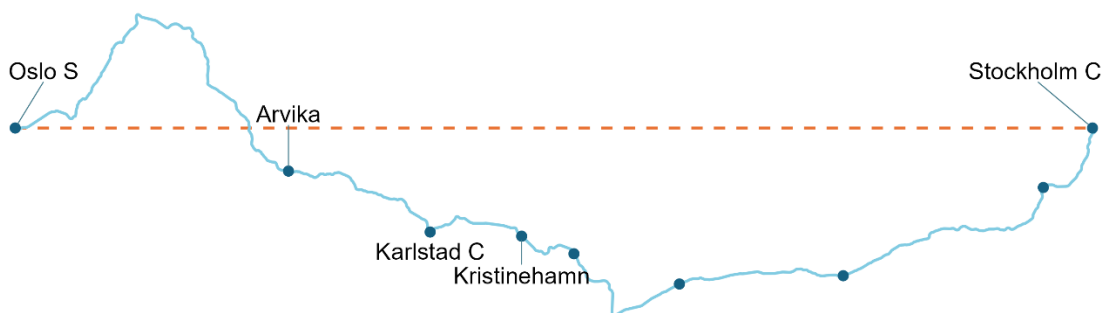 Oslo S
Stockholm C
Arvika
Karlstad C
Kristinehamn